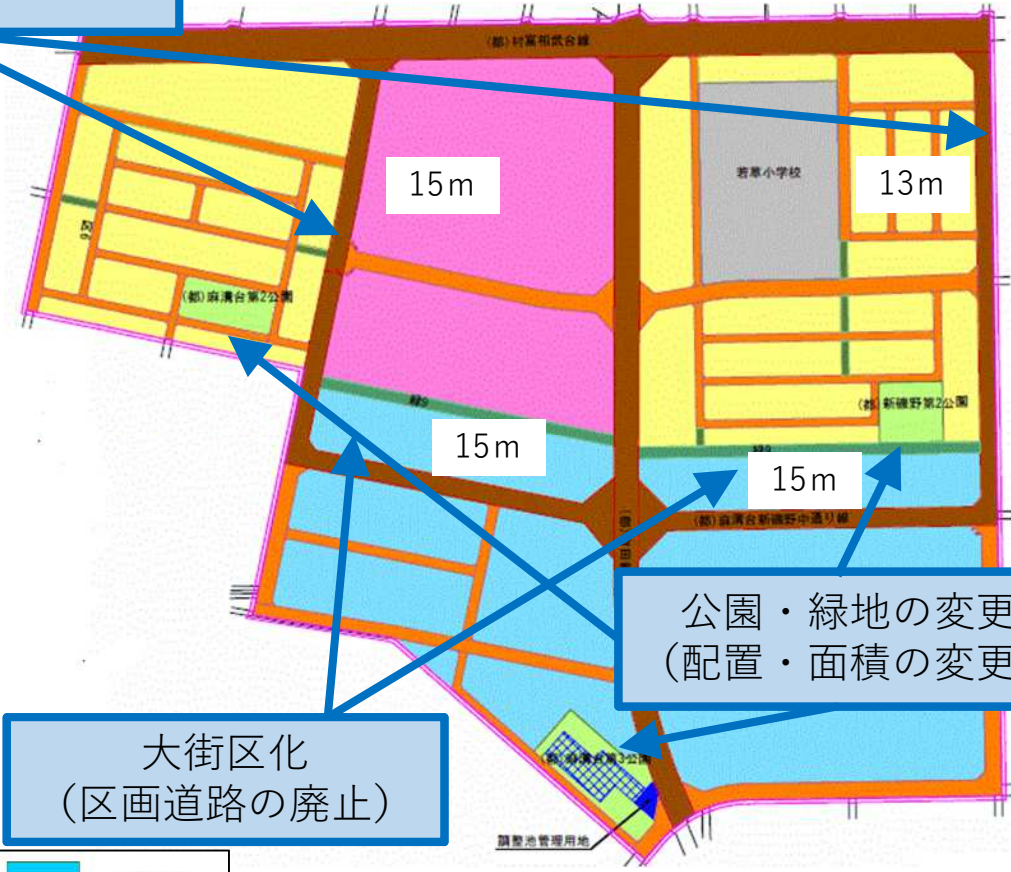 (都)村富相武台線
15m
若草小学校
13m
(都)麻溝台第2公園
緑9
15m
(都)新磯野第2公園
15m
(都)麻溝台新磯野中通り線
公園・緑地の変更
(配置・面積の変更
大街区化
(区画道路の廃止)
(都)麻溝台第3公園
調整池管理用地